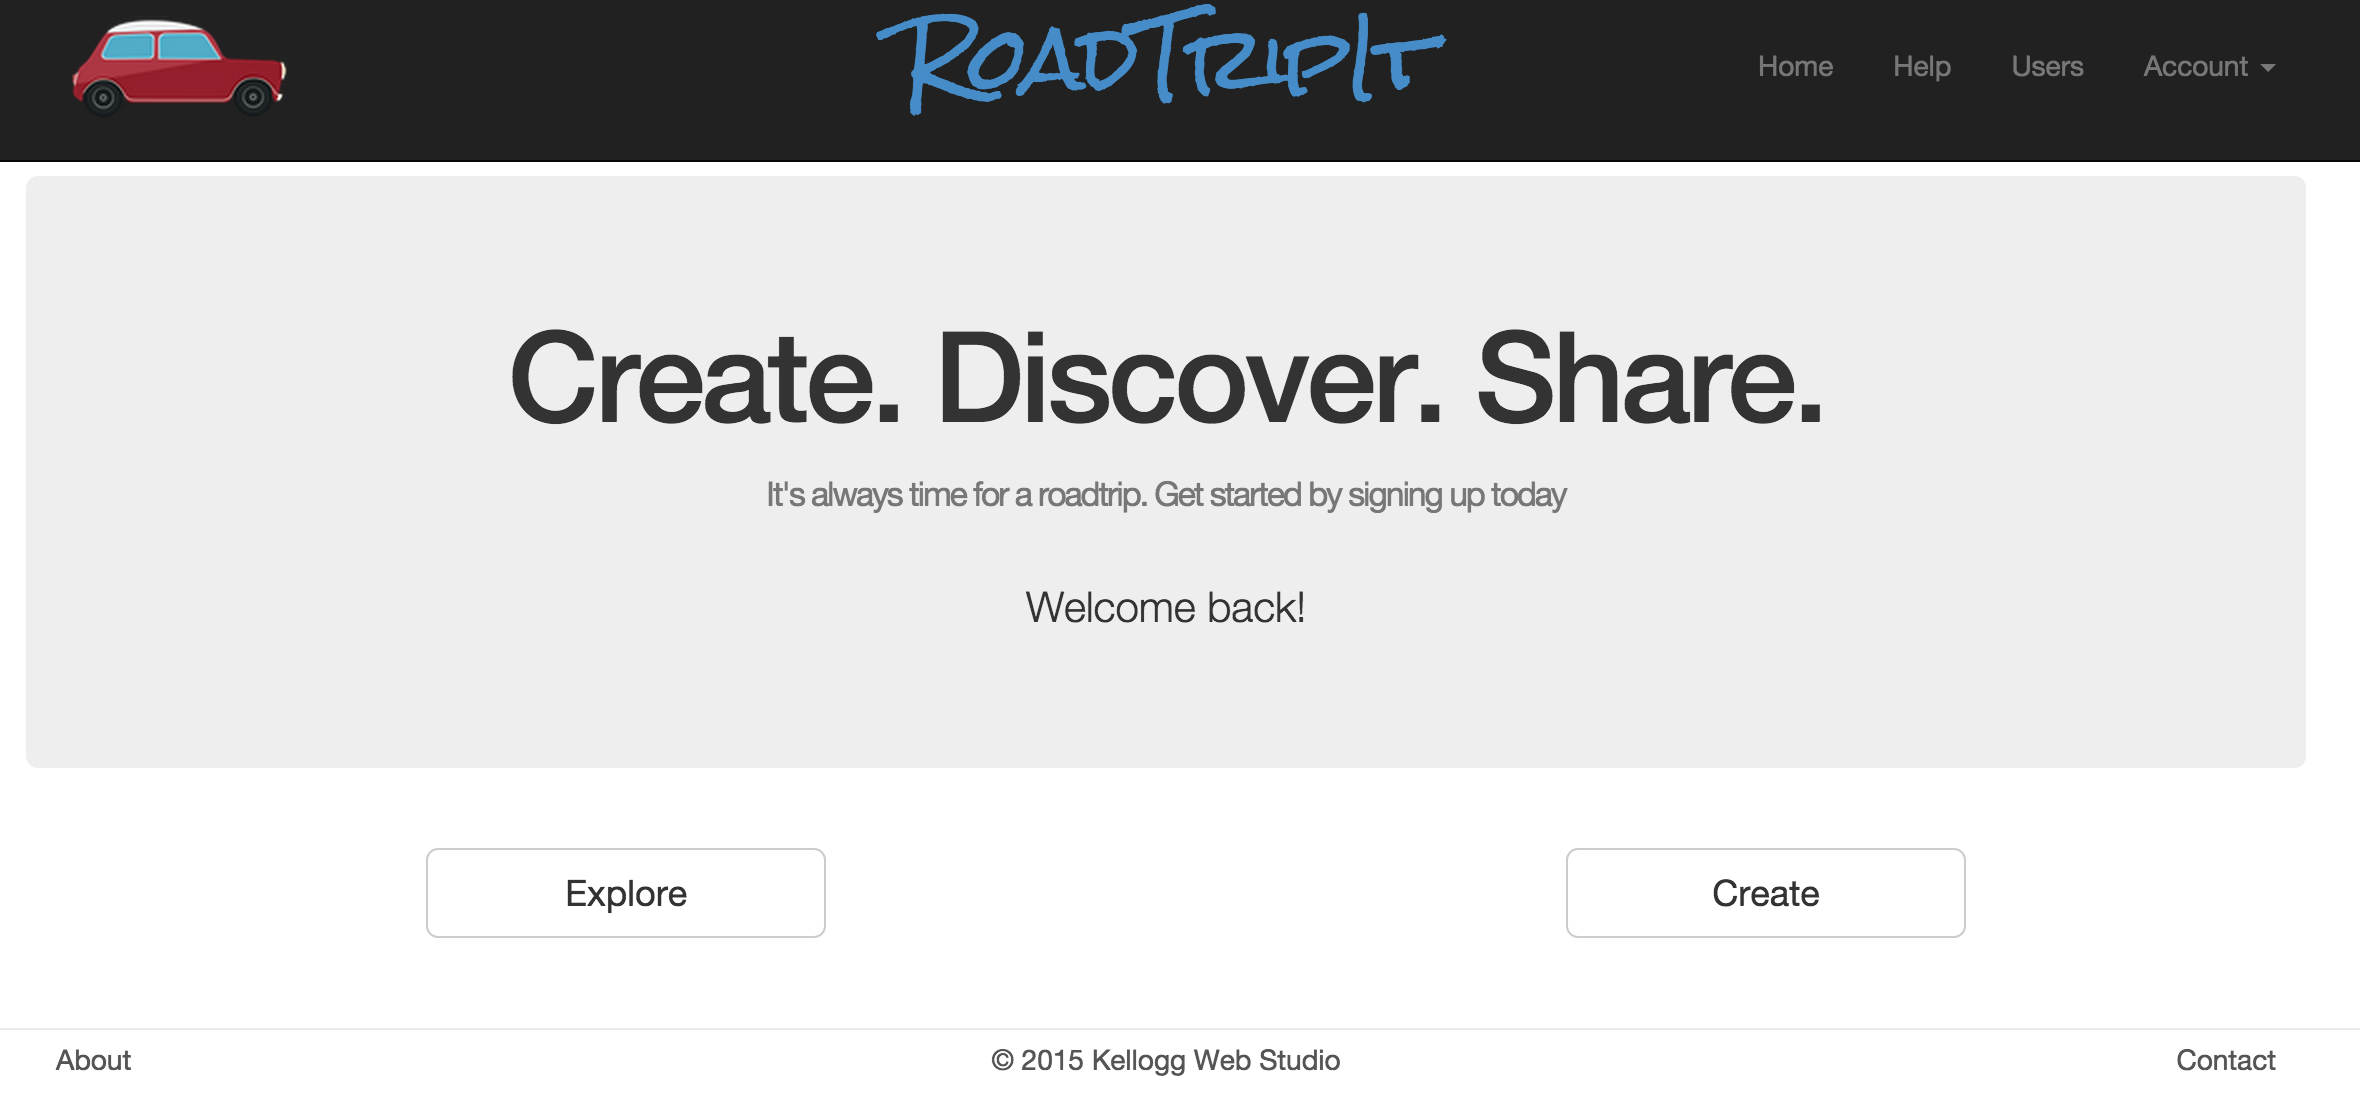 RoadTripIt
Home Help Users Account
Create. Discover. Share.
It's always time for a roadtrip. Get started by signing up today
Welcome back!
Explore Create
About © 2015 Kellogg Web Studio Contact